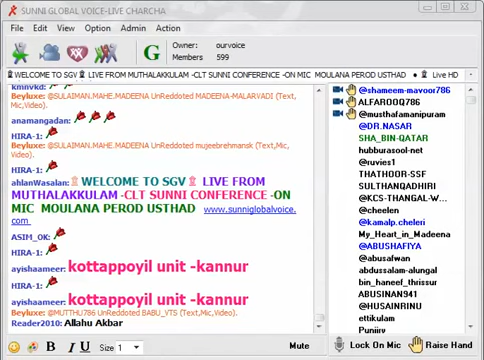 SUNNI GLOBAL VOICE-LIVE CHARCHA
File Edit View Option Admin Action
G Owner: ourvoice
Members 599
WELCOME TO SGV LIVE FROM MUTHALAKKULAM -CLT SUNNI CONFERENCE -ON MIC MOULANA PEROD USTHAD ● Live HD
kminvkd:
Beyluxe: @SULAIMAN.MAHE.MADEENA UnReddoted MADEENA-MALARVADI (Text,
Mic,Video).
anamangadan:
HIRA-1:
Beyluxe: @SULAIMAN.MAHE.MADEENA UnReddoted mujeebrehmansk (Text,Mic,
Video).
HIRA-1:
ahlanWasalan: WELCOME TO SGV LIVE FROM
MUTHALAKKULAM -CLT SUNNI CONFERENCE -ON
MIC MOULANA PEROD USTHAD www.sunniglobalvoice.
com
ASIM_OK:
HIRA-1:
ayishaameer: kottappoyil unit -kannur
HIRA-1:
ayishaameer: kottappoyil unit -kannur
Beyluxe: @MUTTHU786 UnReddoted BABU_VTS (Text,Mic,Video).
Reader2010: Allahu Akbar
@shameem-mavoor786
ALFAROOQ786
@musthafamanipuram
@DR.NASAR
SHA_BIN-QATAR
hubburasool-net
@ruvies1
THATHOOR-SSF
SULTHANQADHIRI
@KCS-THANGAL-W...
@cheelen
@kamalp.cheleri
My_Heart_in_Madeena
@ABUSHAFIYA
@abusafwan
abdussalam-alungal
bin_haneef_thrissur
ABUSINAN941
@HUSAINRINU
ettikulam
Punjiry
B I U Size 1 Mute Lock On Mic Raise Hand